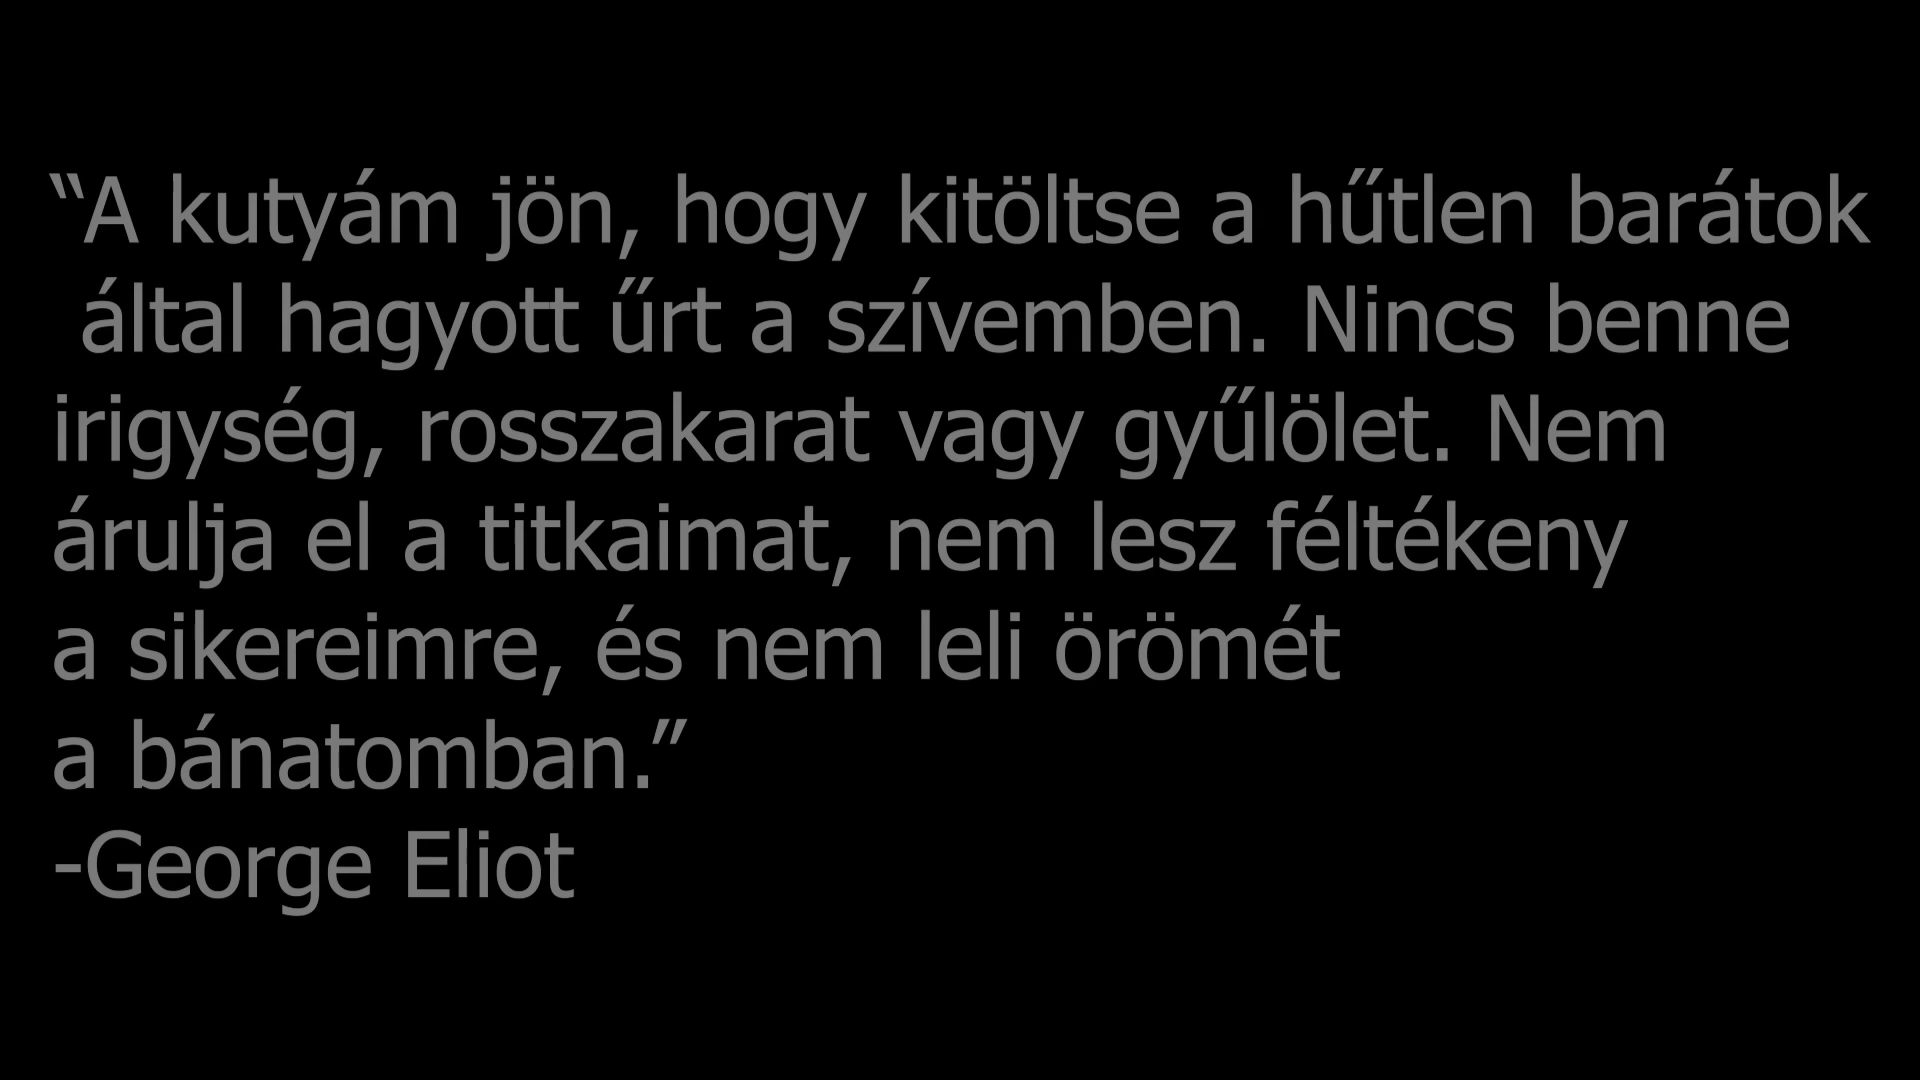 “A kutyám jön, hogy kitöltse a hűtlen barátok
által hagyott űrt a szívemben. Nincs benne
irigység, rosszakarat vagy gyűlölet. Nem
árulja el a titkaimat, nem lesz féltékeny
a sikereimre, és nem leli örömét
a bánatomban.”
-George Eliot